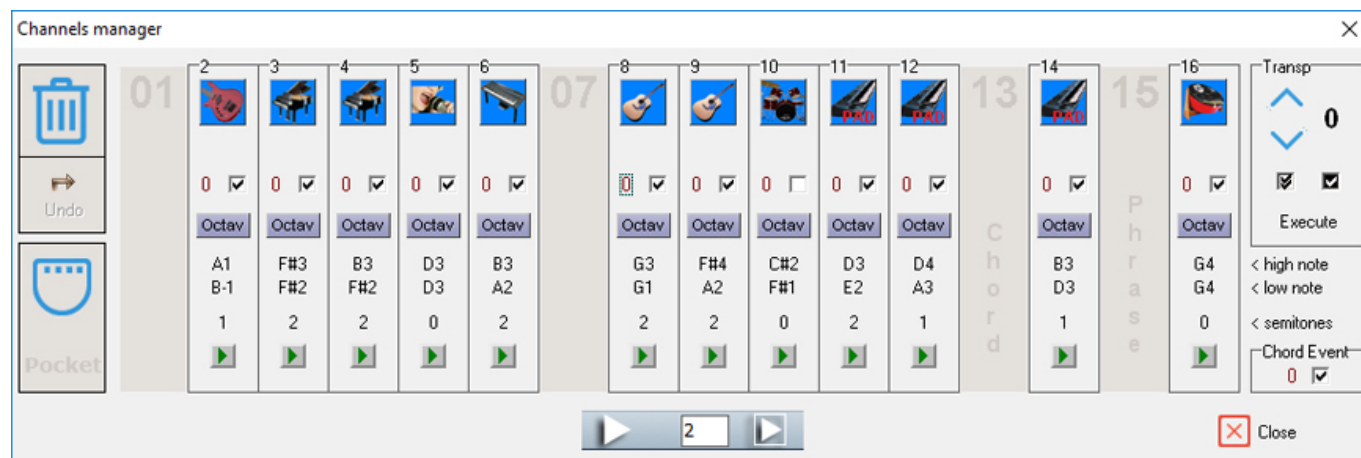 Channels manager
01 2 3 4 5 6 07 8 9 10 11 12 13 14 15 16 Transp
PAD PAD PAD
0
0 0 0 0 0 0 0 0 0 0 0 0
Undo
Octav Octav Octav Octav Octav Octav Octav Octav Octav Octav Octav Octav Execute
A1 F#3 B3 D3 B3 G3 F#4 C#2 D3 D4 B3 G4 < high note
B-1 F#2 F#2 D3 A2 G1 A2 F#1 E2 A3 D3 G4 < low note
1 2 2 0 2 2 2 0 2 1 1 0 < semitones
Chord
Phrase
Pocket
Chord Event
0
2
Close